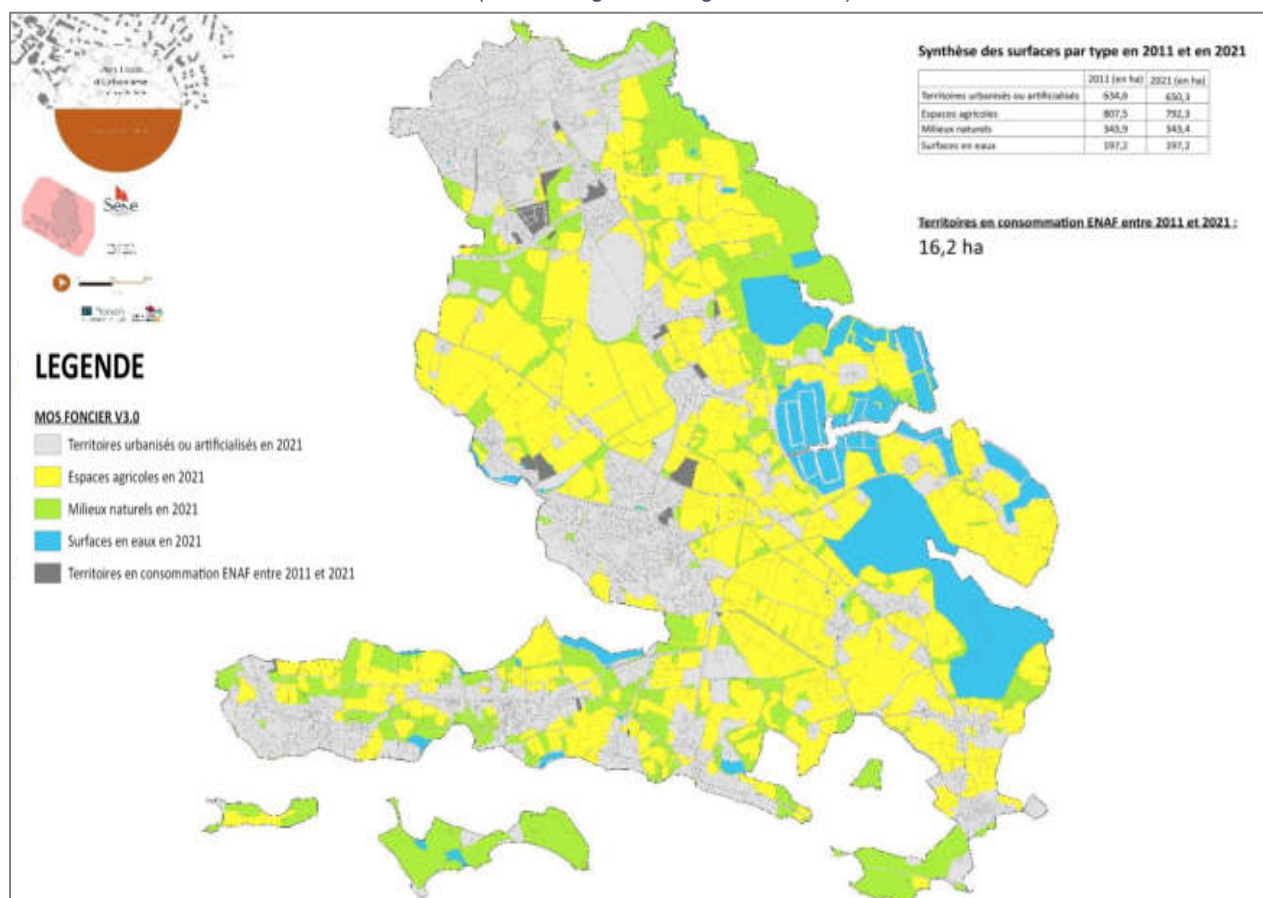 Synthèse des surfaces par type en 2011 et en 2021
2011 (en ha) 2021 (en ha)
Territoires urbanisés ou artificialisés 634,8 650,3
Espaces agricoles 807,5 792,3
Milieux naturels 343,9 343,4
Surfaces en eaux 197,2 197,2
Territoires en consommation ENAF entre 2011 et 2021 :
16,2 ha
LEGENDE
MOS FONCIER V3.0
Territoires urbanisés ou artificialisés en 2021
Espaces agricoles en 2021
Milieux naturels en 2021
Surfaces en eaux en 2021
Territoires en consommation ENAF entre 2011 et 2021